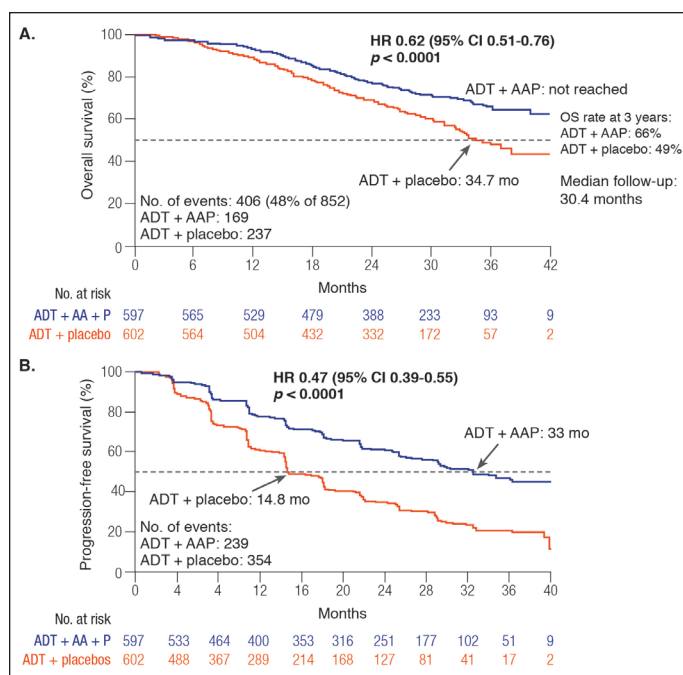 A.
HR 0.62 (95% CI 0.51-0.76)
p < 0.0001
ADT + AAP: not reached
OS rate at 3 years:
ADT + AAP: 66%
ADT + placebo: 49%
Median follow-up:
30.4 months
ADT + placebo: 34.7 mo
No. of events: 406 (48% of 852)
ADT + AAP: 169
ADT + placebo: 237
Overall survival (%)
100
80
60
40
20
0
0 6 12 18 24 30 36 42
Months
No. at risk
ADT + AA + P 597 565 529 479 388 233 93 9
ADT + placebo 602 564 504 432 332 172 57 2
B.
HR 0.47 (95% CI 0.39-0.55)
p < 0.0001
ADT + AAP: 33 mo
ADT + placebo: 14.8 mo
No. of events:
ADT + AAP: 239
ADT + placebo: 354
Progression-free survival (%)
100
80
60
40
20
0
0 4 4 12 16 20 24 28 32 36 40
Months
No. at risk
ADT + AA + P 597 533 464 400 353 316 251 177 102 51 9
ADT + placebos 602 488 367 289 214 168 127 81 41 17 2